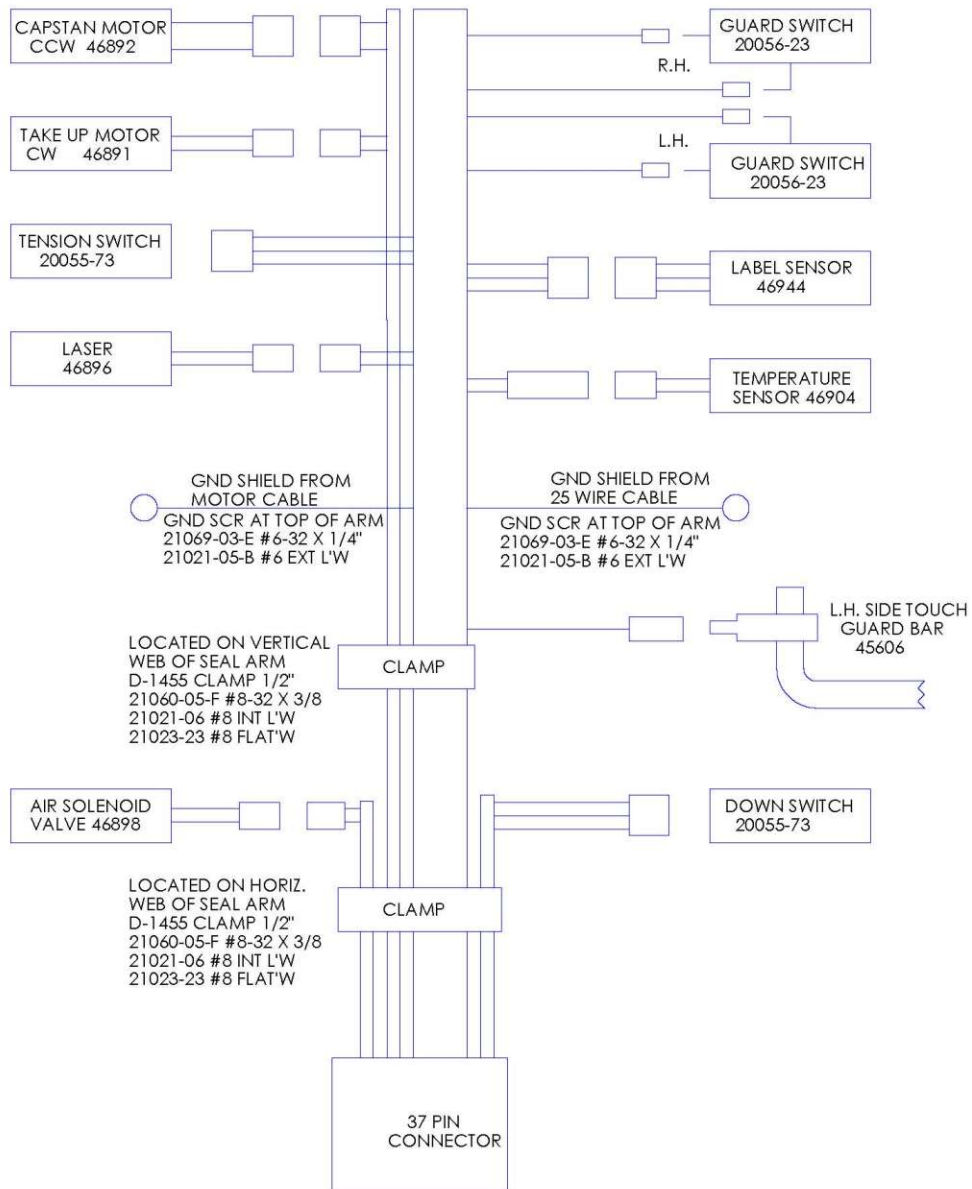 CAPSTAN MOTOR
CCW 46892
GUARD SWITCH
20056-23
R.H.
TAKE UP MOTOR
CW 46891
L.H.
GUARD SWITCH
20056-23
TENSION SWITCH
20055-73
LABEL SENSOR
46944
LASER
46896
TEMPERATURE
SENSOR 46904
GND SHIELD FROM
MOTOR CABLE
GND SCR AT TOP OF ARM
21069-03-E #6-32 X 1/4"
21021-05-B #6 EXT L'W
GND SHIELD FROM
25 WIRE CABLE
GND SCR AT TOP OF ARM
21069-03-E #6-32 X 1/4"
21021-05-B #6 EXT L'W
L.H. SIDE TOUCH
GUARD BAR
45606
LOCATED ON VERTICAL
WEB OF SEAL ARM
D-1455 CLAMP 1/2"
21060-05-F #8-32 X 3/8
21021-06 #8 INT L'W
21023-23 #8 FLAT'W
CLAMP
AIR SOLENOID
VALVE 46898
DOWN SWITCH
20055-73
LOCATED ON HORIZ.
WEB OF SEAL ARM
D-1455 CLAMP 1/2"
21060-05-F #8-32 X 3/8
21021-06 #8 INT L'W
21023-23 #8 FLAT'W
CLAMP
37 PIN
CONNECTOR